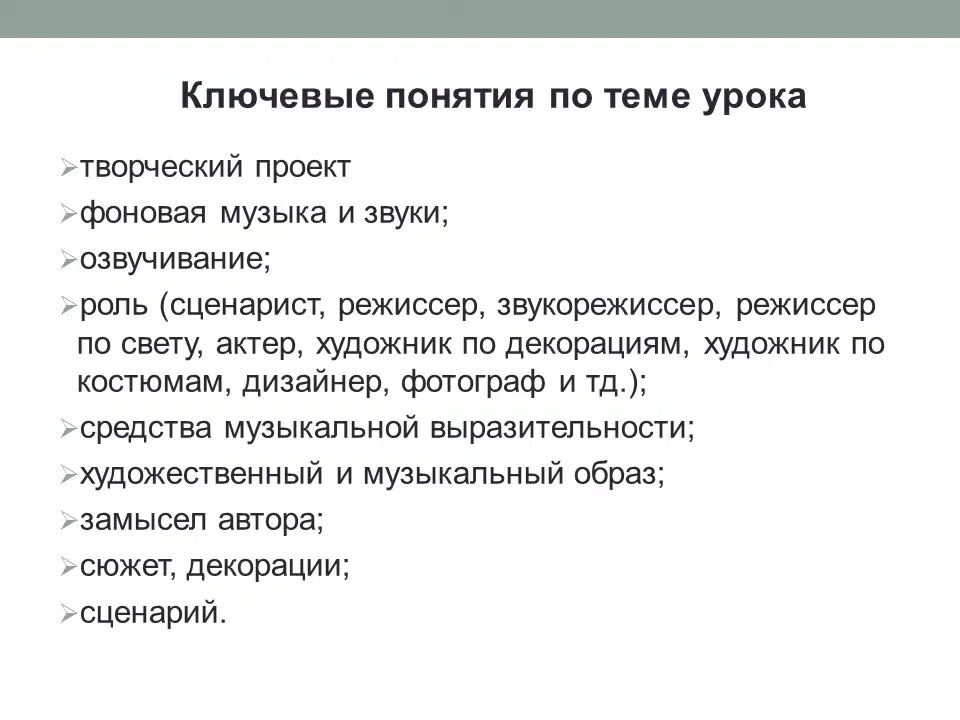 Ключевые понятия по теме урока
творческий проект
фоновая музыка и звуки;
озвучивание;
роль (сценарист, режиссер, звукорежиссер, режиссер
по свету, актер, художник по декорациям, художник по
костюмам, дизайнер, фотограф и тд.);
средства музыкальной выразительности;
художественный и музыкальный образ;
замысел автора;
сюжет, декорации;
сценарий.